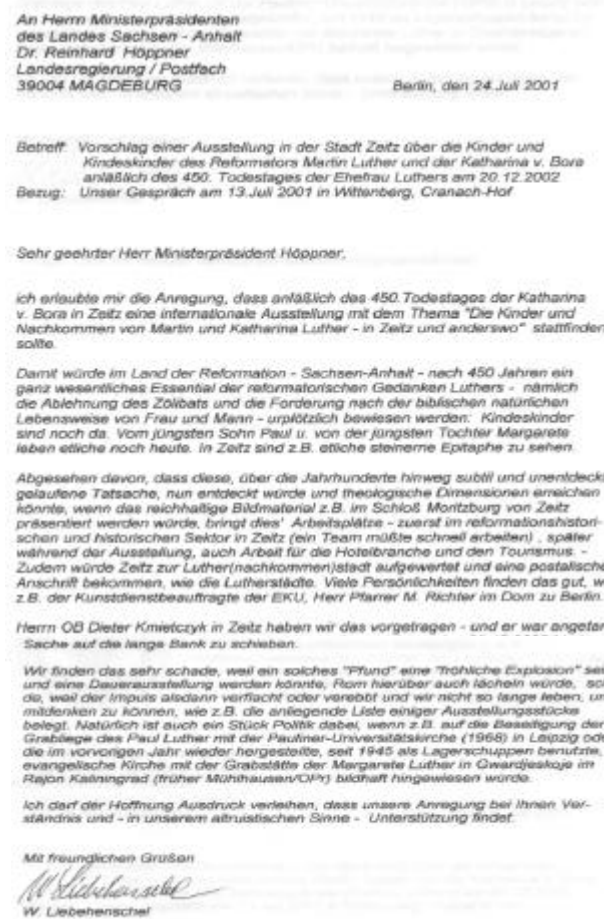 An Herrn Ministerpräsidenten
des Landes Sachsen - Anhalt
Dr. Reinhard Höppner
Landesregierung / Postfach
39004 MAGDEBURG
Berlin, den 24.Juli 2001
Betreff: Vorschlag einer Ausstellung in der Stadt Zeitz über die Kinder und
Kindeskinder des Reformators Martin Luther und der Katharina v. Bora
anläßlich des 450. Todestages der Ehefrau Luthers am 20.12.2002
Bezug: Unser Gespräch am 13.Juli 2001 in Wittenberg, Cranach-Hof
Sehr geehrter Herr Ministerpräsident Höppner,
ich erlaubte mir die Anregung, dass anläßlich des 450.Todestages der Katharina
v. Bora in Zeitz eine internationale Ausstellung mit dem Thema "Die Kinder und
Nachkommen von Martin und Katharina Luther - in Zeitz und anderswo" stattfinden
sollte.
Damit würde im Land der Reformation - Sachsen-Anhalt - nach 450 Jahren ein
ganz wesentliches Essential der reformatorischen Gedanken Luthers - nämlich
die Ablehnung des Zölibats und die Forderung nach der biblischen natürlichen
Lebensweise von Frau und Mann - urplötzlich bewiesen werden: Kindeskinder
sind noch da. Vom jüngsten Sohn Paul u. von der jüngsten Tochter Margarete
leben etliche noch heute. In Zeitz sind z.B. etliche steinerne Epitaphe zu sehen.
Abgesehen davon, dass diese, über die Jahrhunderte hinweg subtil und unentdeckt
gelaufene Tatsache, nun entdeckt würde und theologische Dimensionen erreichen
könnte, wenn das reichhaltige Bildmaterial z.B. im Schloß Moritzburg von Zeitz
präsentiert werden würde, bringt dies' Arbeitsplätze - zuerst im reformationshistori-
schen und historischen Sektor in Zeitz (ein Team müßte schnell arbeiten) , später
während der Ausstellung, auch Arbeit für die Hotelbranche und den Tourismus. -
Zudem würde Zeitz zur Luther(nachkommen)stadt aufgewertet und eine postalische
Anschrift bekommen, wie die Lutherstädte. Viele Persönlichkeiten finden das gut, w
z.B. der Kunstdienstbeauftragte der EKU, Herr Pfarrer M. Richter im Dom zu Berlin.
Herrn OB Dieter Kmietczyk in Zeitz haben wir das vorgetragen - und er war angetan
Sache auf die lange Bank zu schieben.
Wir finden das sehr schade, weil ein solches "Pfund" eine "fröhliche Explosion" sei
und eine Dauerausstellung werden könnte, Rom hierüber auch lächeln würde, sch
de, weil der Impuls alsdann verflacht oder verebbt und wir nicht so lange leben, un
mitdenken zu können, wie z.B. die anliegende Liste einiger Ausstellungsstücke
belegt. Natürlich ist auch ein Stück Politik dabei, wenn z.B. auf die Beseitigung der
Grablege des Paul Luther mit der Pauliner-Universitätskirche (1968) in Leipzig ode
die im vorvorigen Jahr wieder hergestellte, seit 1945 als Lagerschuppen benutzte,
evangelische Kirche mit der Grabstätte der Margarete Luther in Gwardjeskoje im
Rajon Kaliningrad (früher Mühlhausen/OPr) bildhaft hingewiesen würde.
Ich darf der Hoffnung Ausdruck verleihen, dass unsere Anregung bei Ihnen Ver-
ständnis und - in unserem altruistischen Sinne - Unterstützung findet.
Mit freundlichen Grüßen
W Liebehenschel
W. Liebehenschel